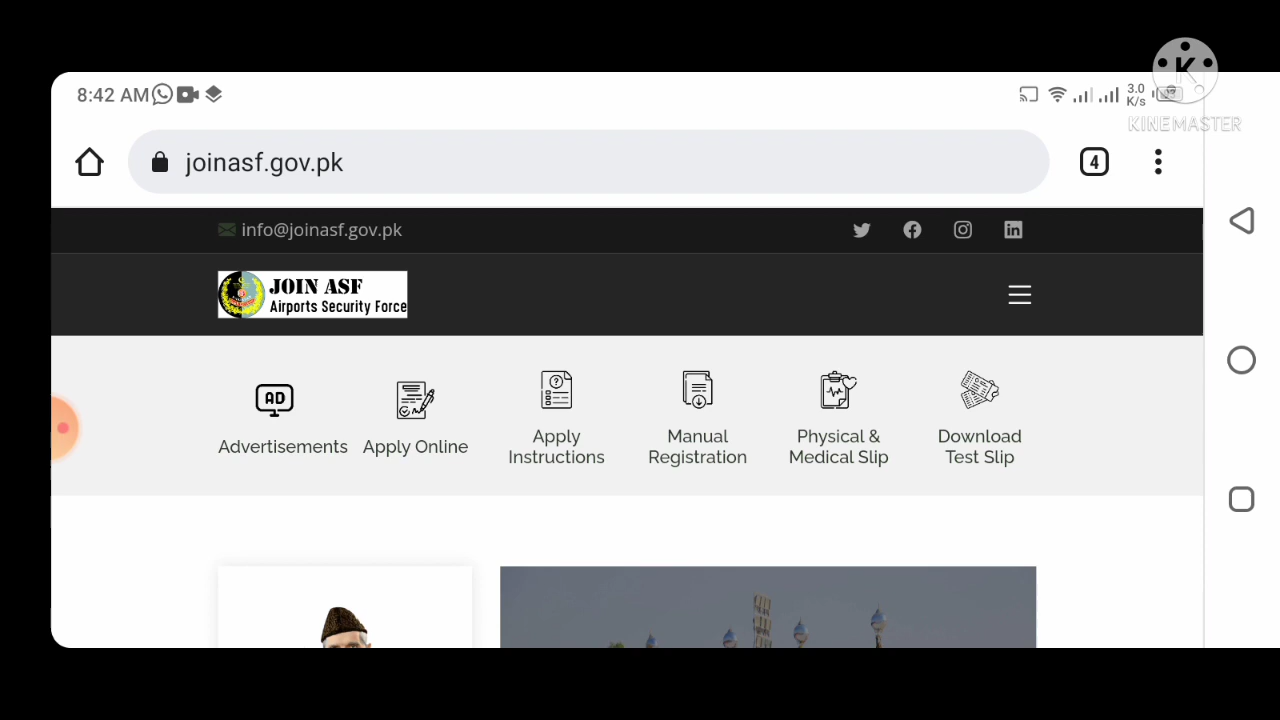 8:42 AM
3.0
K/s
KINEMASTER
joinasf.gov.pk
4
info@joinasf.gov.pk
JOIN ASF
Airports Security Force
AD
Advertisements
Apply Online
Apply
Instructions
Manual
Registration
Physical &
Medical Slip
Download
Test Slip